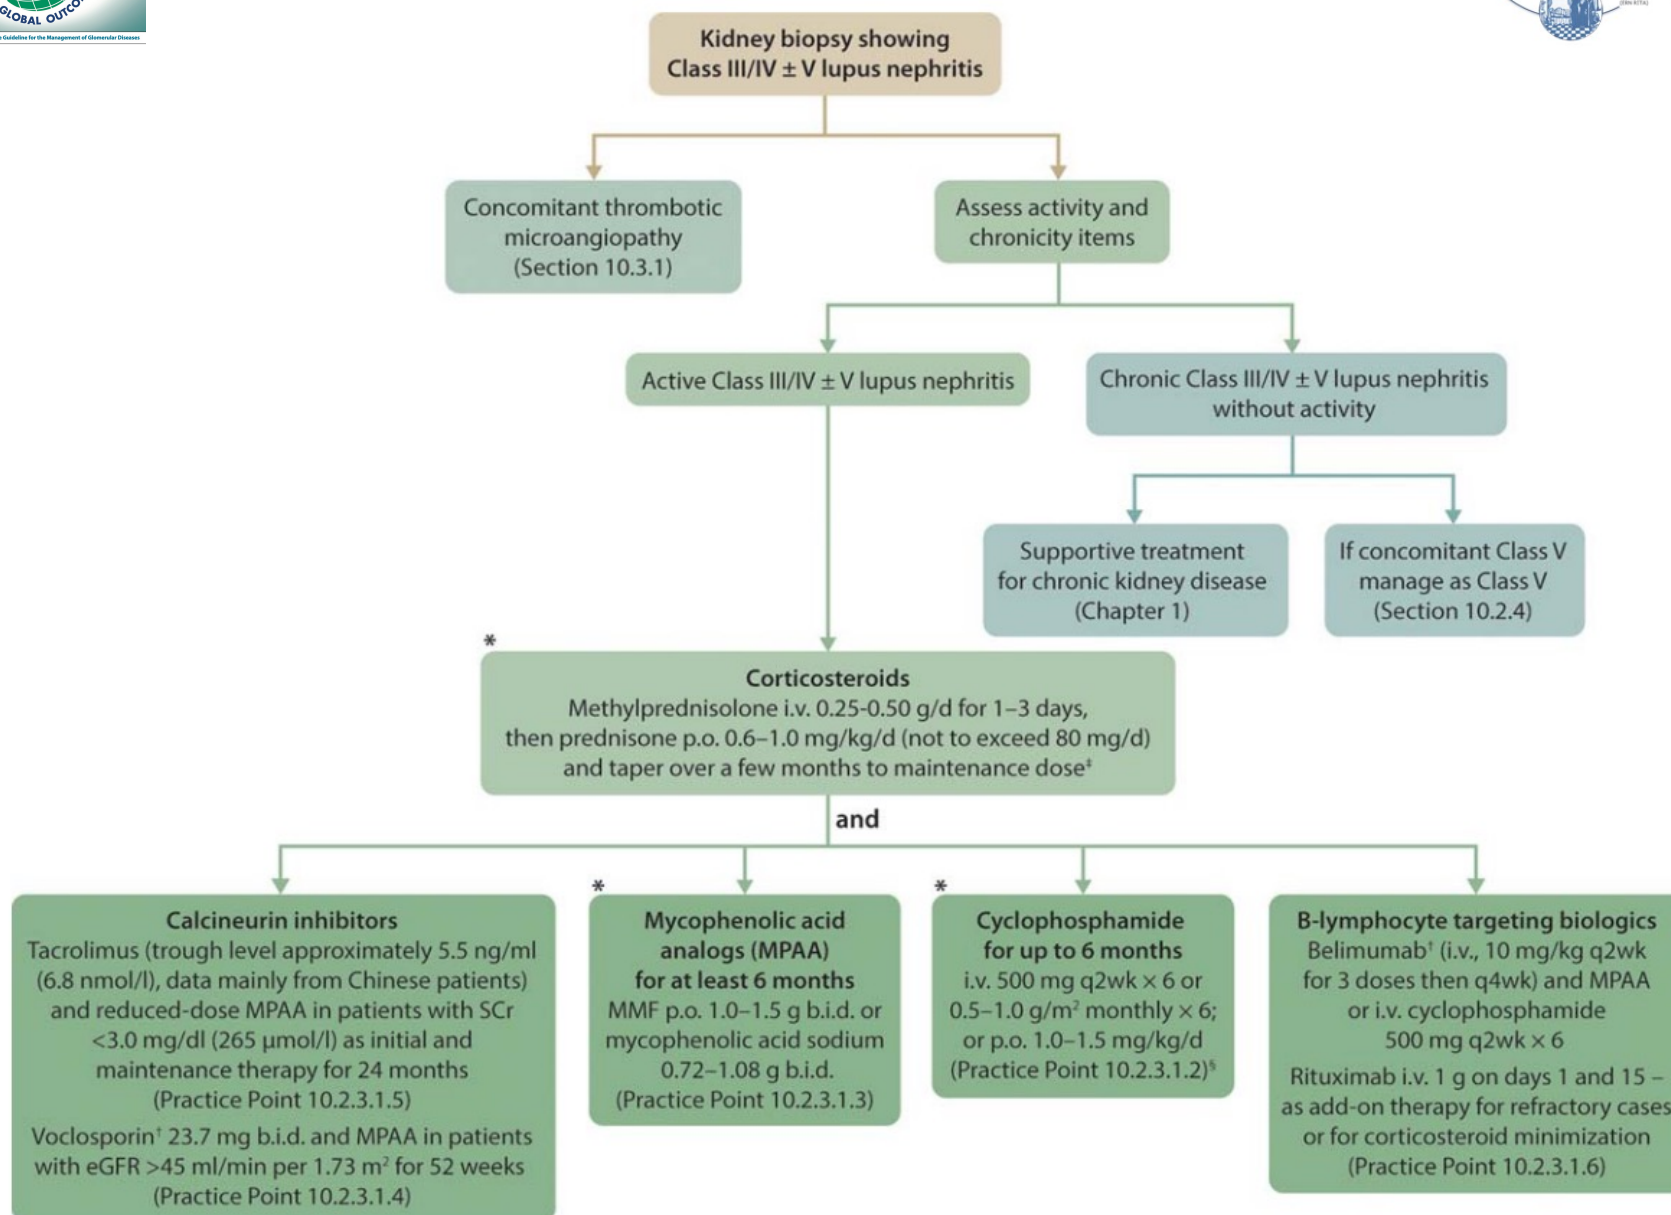 GLOBAL OUTCO
Guideline for the Management of Glomerular Diseases
Kidney biopsy showing
Class III/IV ± V lupus nephritis
Concomitant thrombotic
microangiopathy
(Section 10.3.1)
Assess activity and
chronicity items
Active Class III/IV ± V lupus nephritis
Chronic Class III/IV ± V lupus nephritis
without activity
Supportive treatment
for chronic kidney disease
(Chapter 1)
If concomitant Class V
manage as Class V
(Section 10.2.4)
*
Corticosteroids
Methylprednisolone i.v. 0.25-0.50 g/d for 1–3 days,
then prednisone p.o. 0.6–1.0 mg/kg/d (not to exceed 80 mg/d)
and taper over a few months to maintenance dose‡
and
Calcineurin inhibitors
Tacrolimus (trough level approximately 5.5 ng/ml
(6.8 nmol/l), data mainly from Chinese patients)
and reduced-dose MPAA in patients with SCr
<3.0 mg/dl (265 µmol/l) as initial and
maintenance therapy for 24 months
(Practice Point 10.2.3.1.5)
Voclosporin† 23.7 mg b.i.d. and MPAA in patients
with eGFR >45 ml/min per 1.73 m² for 52 weeks
(Practice Point 10.2.3.1.4)
*
Mycophenolic acid
analogs (MPAA)
for at least 6 months
MMF p.o. 1.0–1.5 g b.i.d. or
mycophenolic acid sodium
0.72–1.08 g b.i.d.
(Practice Point 10.2.3.1.3)
*
Cyclophosphamide
for up to 6 months
i.v. 500 mg q2wk × 6 or
0.5–1.0 g/m² monthly × 6;
or p.o. 1.0–1.5 mg/kg/d
(Practice Point 10.2.3.1.2)§
B-lymphocyte targeting biologics
Belimumab† (i.v., 10 mg/kg q2wk
for 3 doses then q4wk) and MPAA
or i.v. cyclophosphamide
500 mg q2wk × 6
Rituximab i.v. 1 g on days 1 and 15 –
as add-on therapy for refractory cases
or for corticosteroid minimization
(Practice Point 10.2.3.1.6)